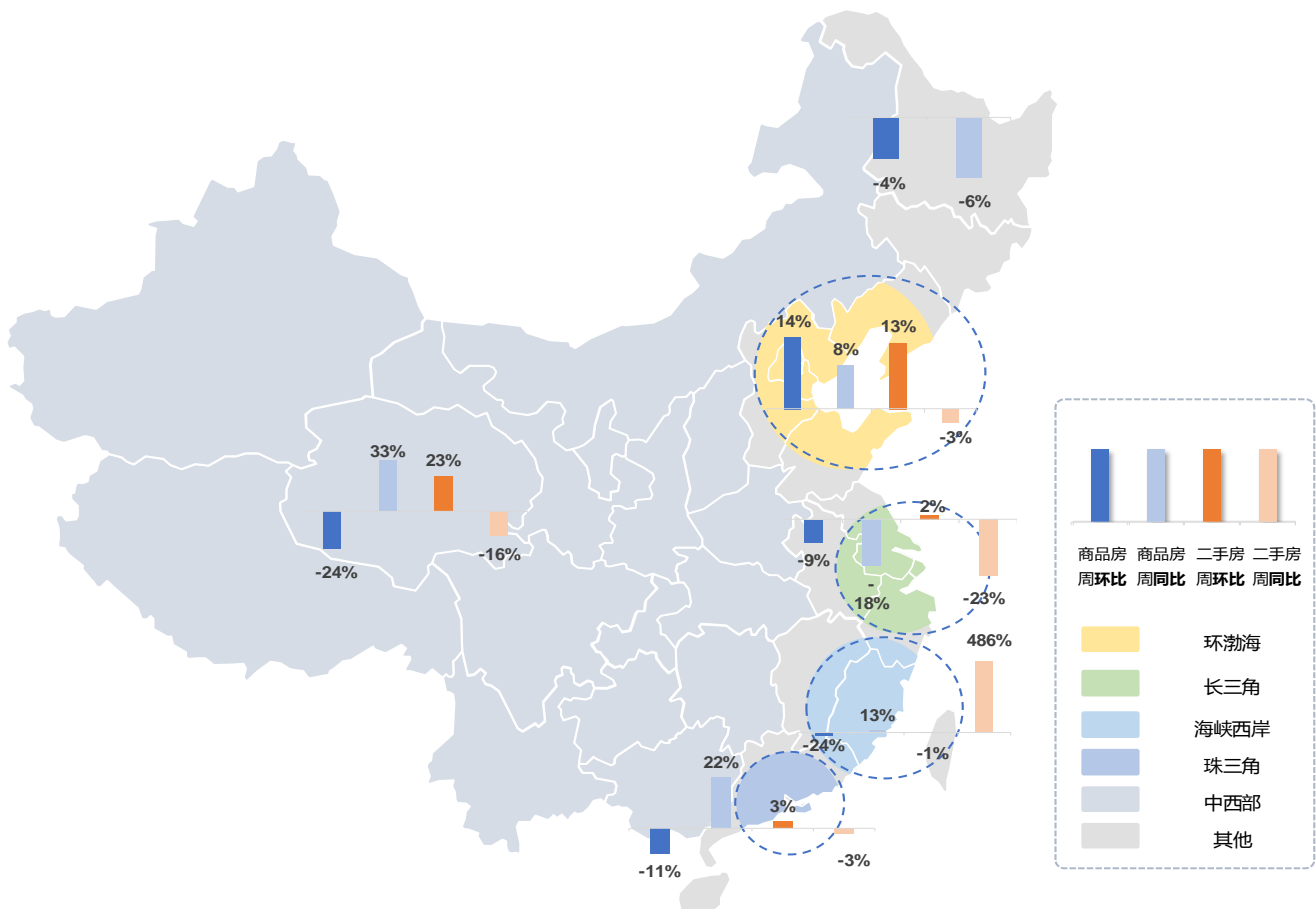 -4%
-6%
14%
8%
13%
-3%
33%
23%
-24%
-16%
2%
-9%
-
18%
-23%
486%
13%
-24%
-1%
22%
3%
-11%
-3%
商品房 商品房 二手房 二手房
周环比 周同比 周环比 周同比
环渤海
长三角
海峡西岸
珠三角
中西部
其他